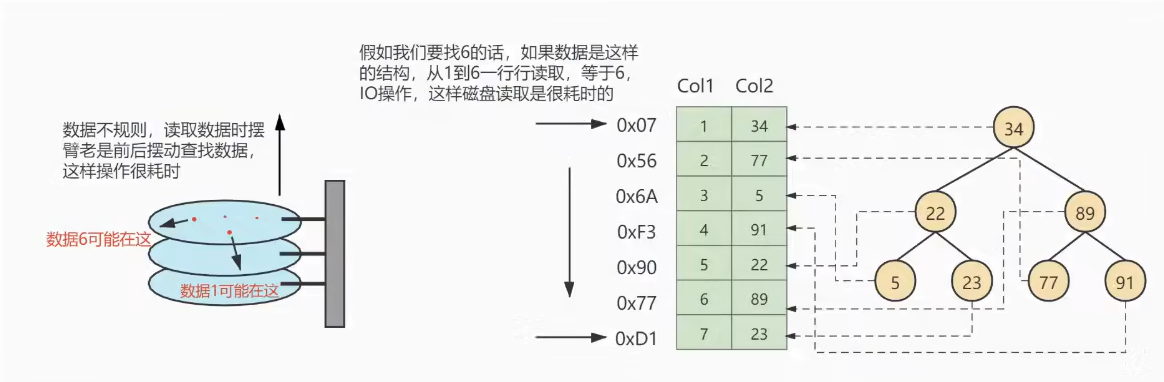 假如我们要找6的话，如果数据是这样
的结构，从1到6一行行读取，等于6，
IO操作，这样磁盘读取是很耗时的
数据不规则，读取数据时摆
臂老是前后摆动查找数据，
这样操作很耗时
数据6可能在这
数据1可能在这
Col1 Col2
0x07 1 34
0x56 2 77
0x6A 3 5
0xF3 4 91
0x90 5 22
0x77 6 89
0xD1 7 23
34
22 89
5 23 77 91